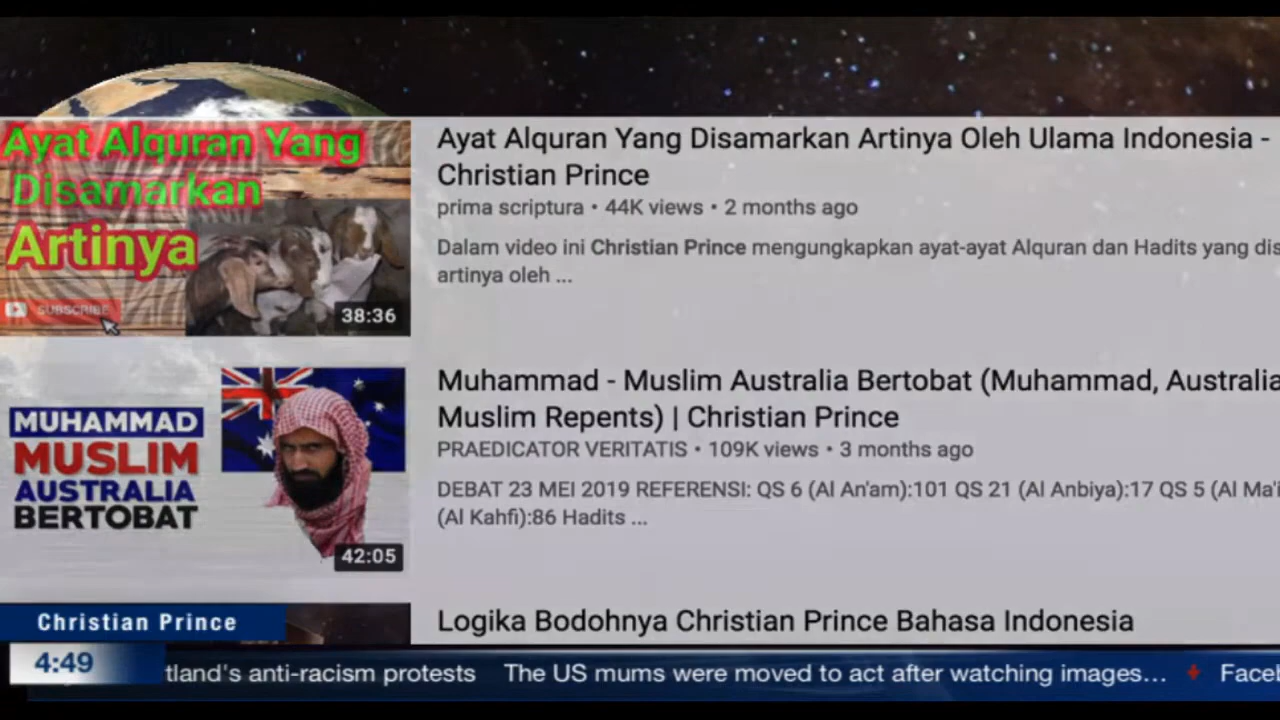 Ayat Alquran Yang
Disamarkan
Artinya
SUBSCRIBE
38:36
Ayat Alquran Yang Disamarkan Artinya Oleh Ulama Indonesia -
Christian Prince
prima scriptura • 44K views • 2 months ago
Dalam video ini Christian Prince mengungkapkan ayat-ayat Alquran dan Hadits yang dis
artinya oleh ...
MUHAMMAD
MUSLIM
AUSTRALIA
BERTOBAT
42:05
Muhammad - Muslim Australia Bertobat (Muhammad, Australia
Muslim Repents) | Christian Prince
PRAEDICATOR VERITATIS • 109K views • 3 months ago
DEBAT 23 MEI 2019 REFERENSI: QS 6 (Al An'am):101 QS 21 (Al Anbiya):17 QS 5 (Al Ma'i
(Al Kahfi):86 Hadits ...
Logika Bodohnya Christian Prince Bahasa Indonesia
Christian Prince
4:49
tland's anti-racism protests The US mums were moved to act after watching images... Faceb